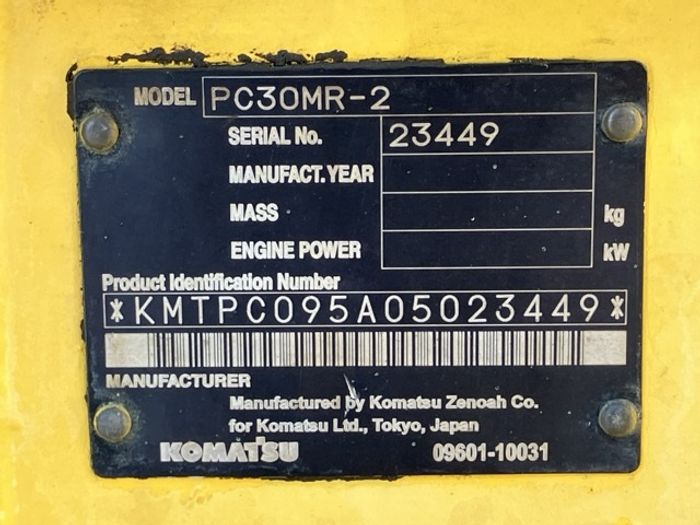 MODEL PC30MR-2
SERIAL No. 23449
MANUFACT. YEAR
MASS kg
ENGINE POWER kW
Product Identification Number
*KMTPC095A05023449*
MANUFACTURER
Manufactured by Komatsu Zenoah Co.
for Komatsu Ltd., Tokyo, Japan
KOMATSU 09601-10031